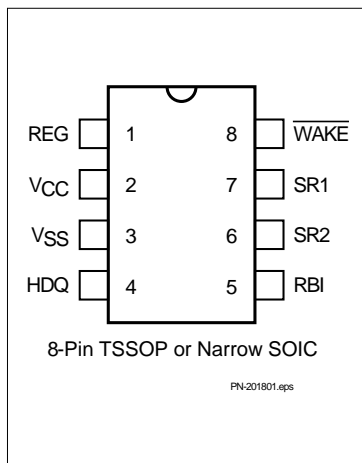 REG 1 8 WAKE
VCC 2 7 SR1
VSS 3 6 SR2
HDQ 4 5 RBI
8-Pin TSSOP or Narrow SOIC
PN-201801.eps